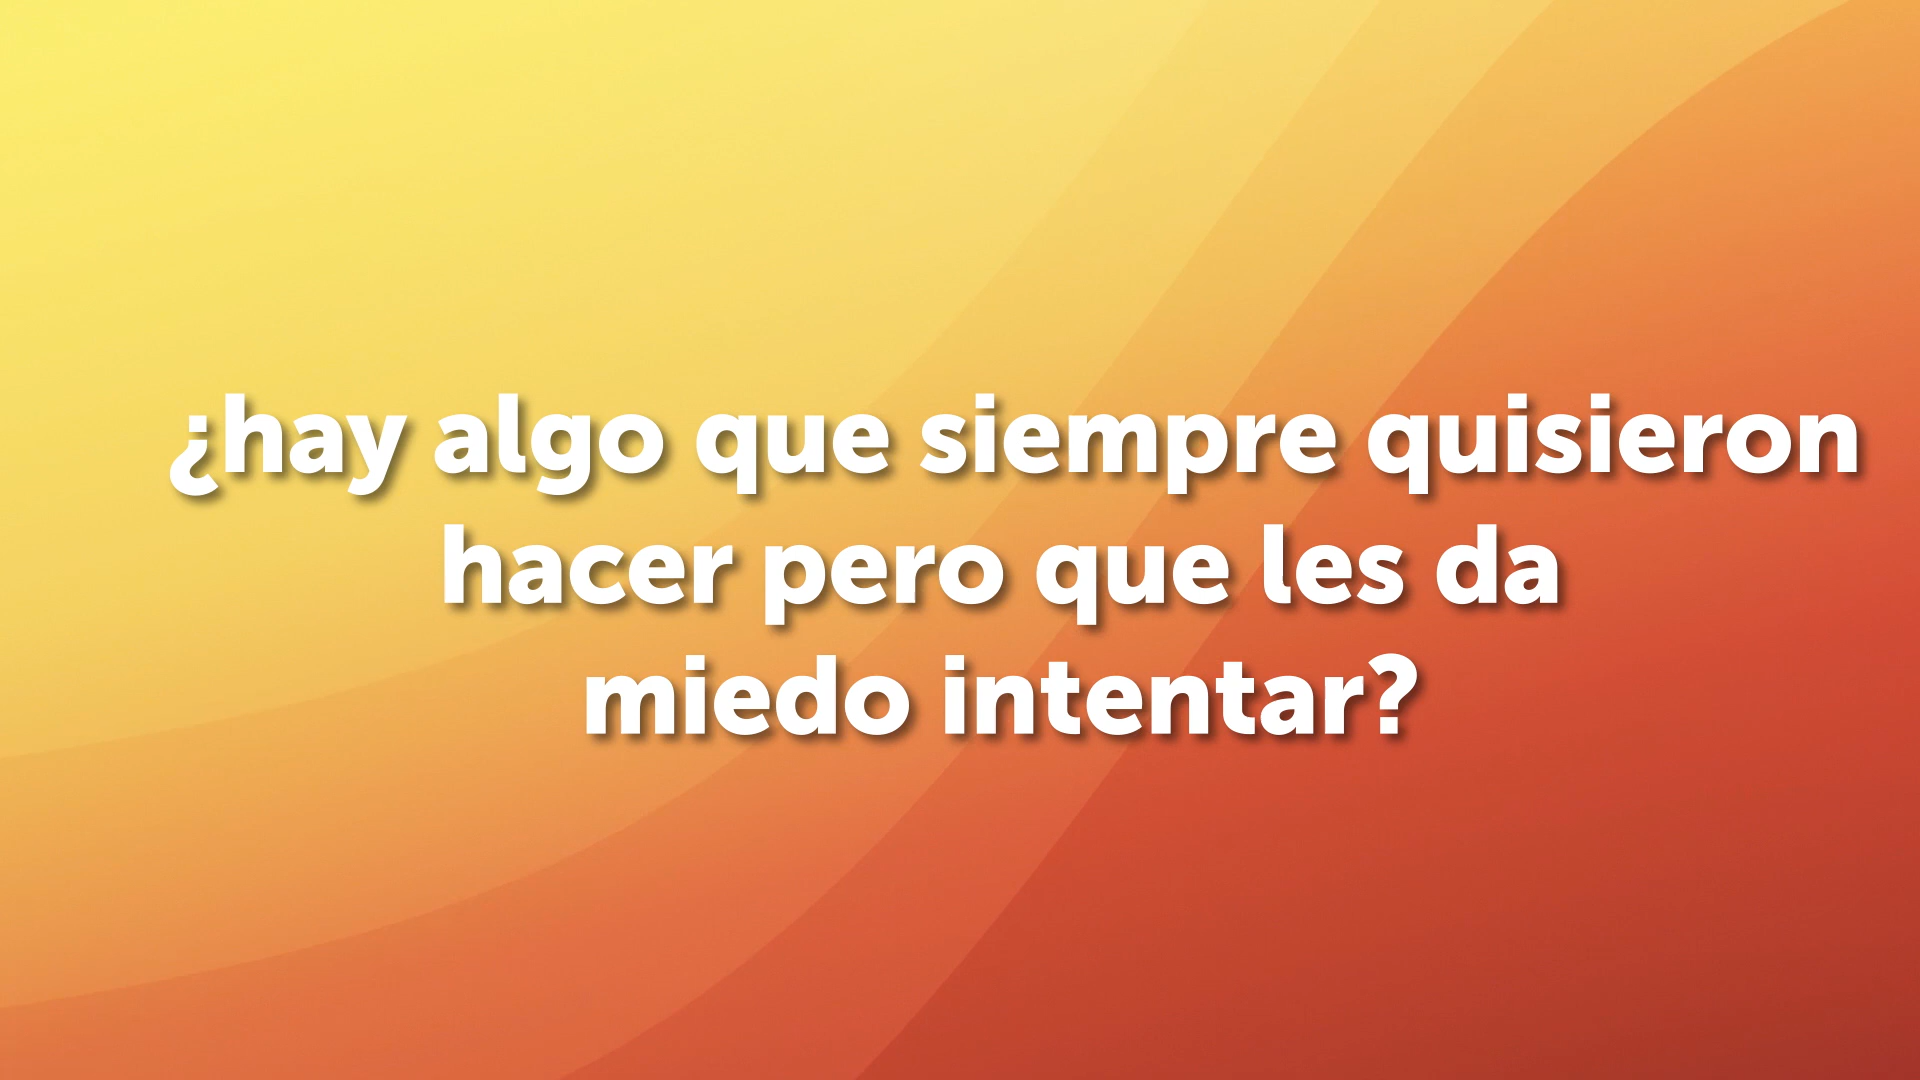 ¿hay algo que siempre quisieron
hacer pero que les da
miedo intentar?